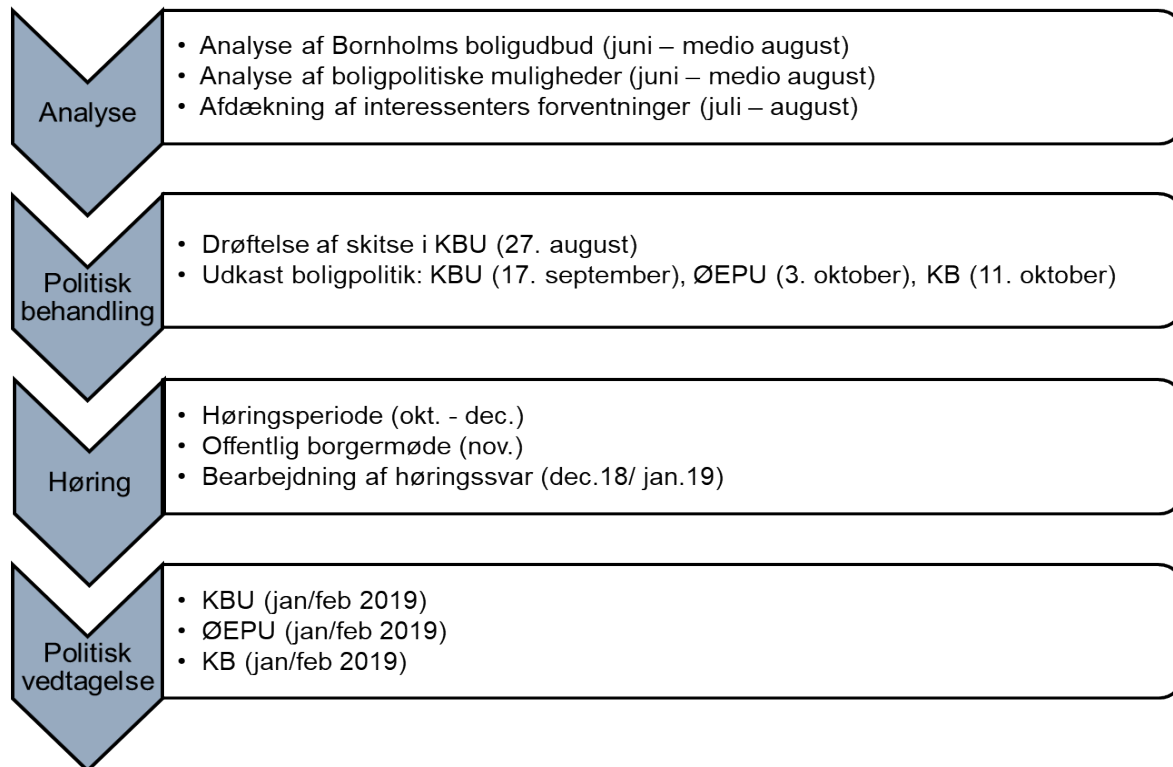 Analyse
• Analyse af Bornholms boligudbud (juni – medio august)
• Analyse af boligpolitiske muligheder (juni – medio august)
• Afdækning af interessenters forventninger (juli – august)
Politisk
behandling
• Drøftelse af skitse i KBU (27. august)
• Udkast boligpolitik: KBU (17. september), ØEPU (3. oktober), KB (11. oktober)
Høring
• Høringsperiode (okt. - dec.)
• Offentlig borgermøde (nov.)
• Bearbejdning af høringssvar (dec.18/ jan.19)
Politisk
vedtagelse
• KBU (jan/feb 2019)
• ØEPU (jan/feb 2019)
• KB (jan/feb 2019)